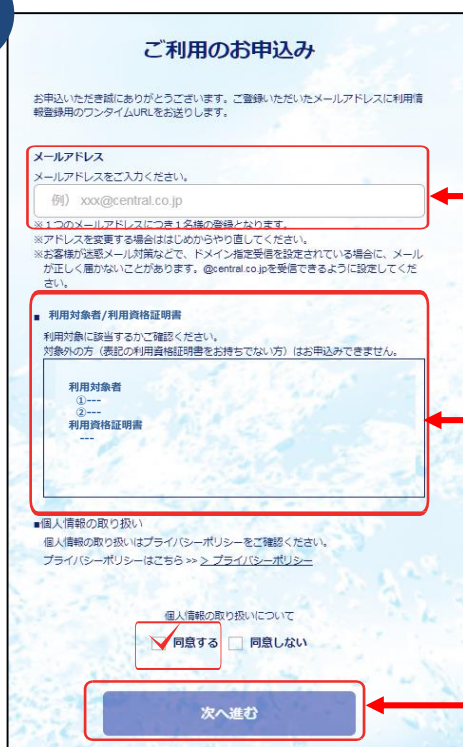 ご利用のお申込み
お申込いただき誠にありがとうございます。ご登録いただいたメールアドレスに利用情
報登録用のワンタイムURLをお送りします。
メールアドレス
メールアドレスをご入力ください。
例） xxx@central.co.jp
※１つのメールアドレスにつき１名様の登録となります。
※アドレスを変更する場合ははじめからやり直してください。
※お客様が迷惑メール対策などで、ドメイン指定受信を設定されている場合に、メール
が正しく届かないことがあります。@central.co.jpを受信できるように設定してくだ
さい。
■ 利用対象者/利用資格証明書
利用対象に該当するかご確認ください。
対象外の方（表記の利用資格証明書をお持ちでない方）はお申込みできません。
利用対象者
①---
②---
利用資格証明書
---
■個人情報の取り扱い
個人情報の取り扱いはプライバシーポリシーをご確認ください。
プライバシーポリシーはこちら >> > プライバシーポリシー
個人情報の取り扱いについて
同意する 同意しない
次へ進む